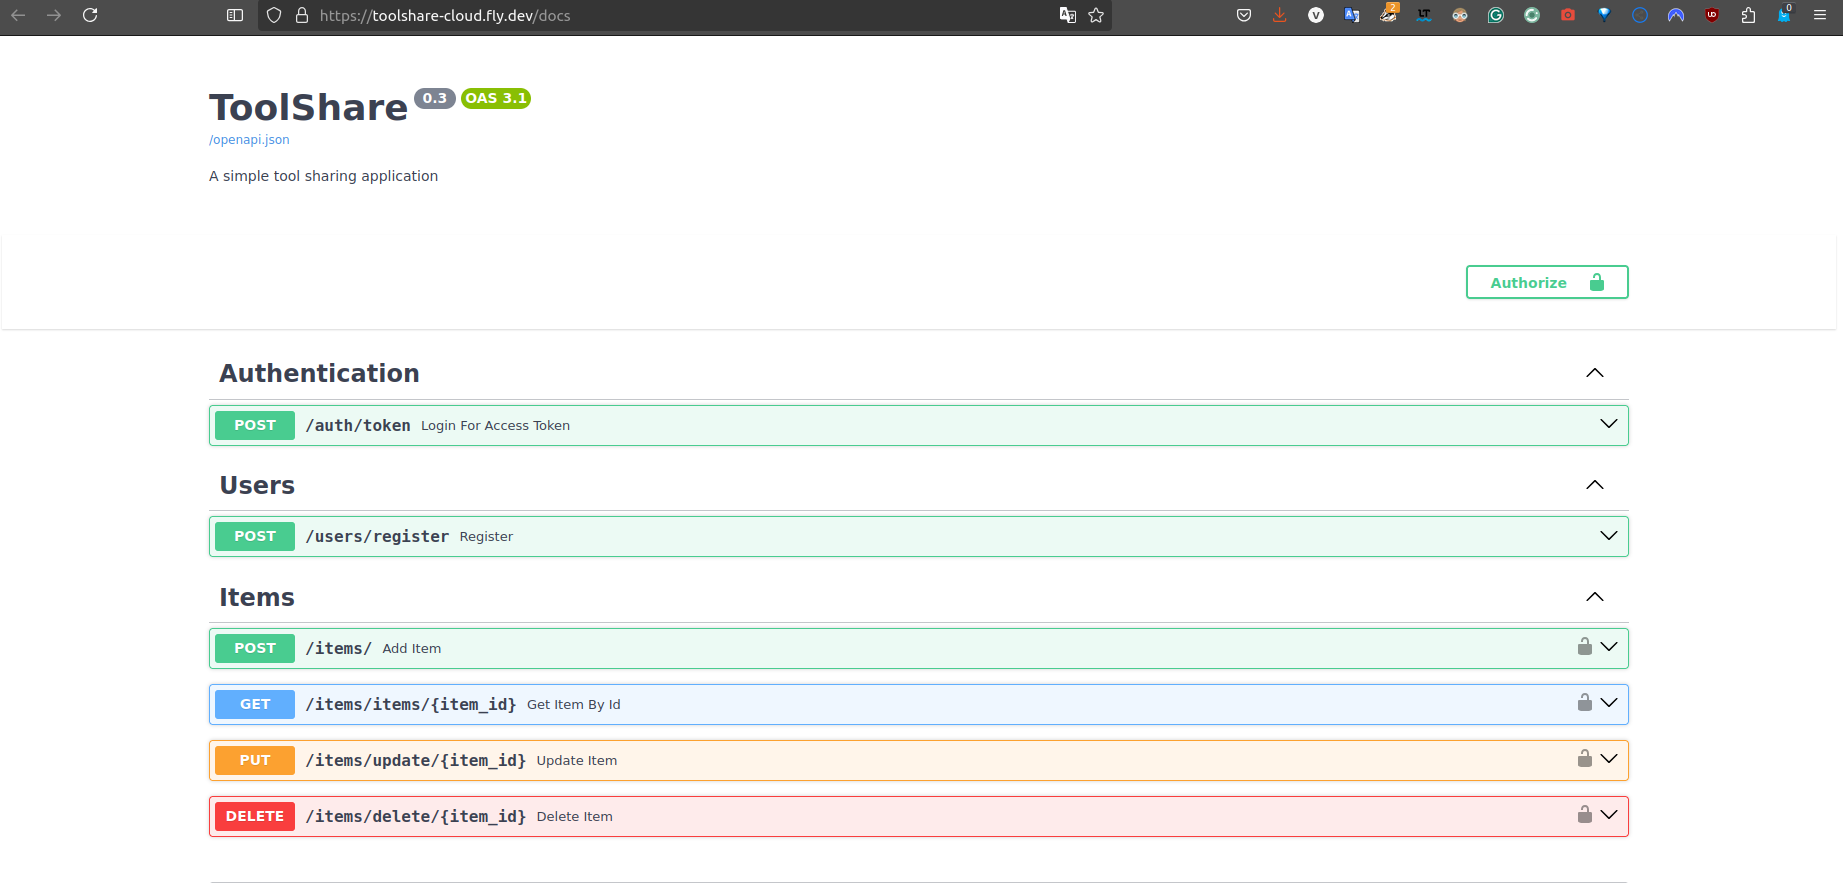 https://toolshare-cloud.fly.dev/docs
2
0
ToolShare 0.3 OAS 3.1
/openapi.json
A simple tool sharing application
Authorize
Authentication
POST /auth/token Login For Access Token
Users
POST /users/register Register
Items
POST /items/ Add Item
GET /items/items/{item_id} Get Item By Id
PUT /items/update/{item_id} Update Item
DELETE /items/delete/{item_id} Delete Item